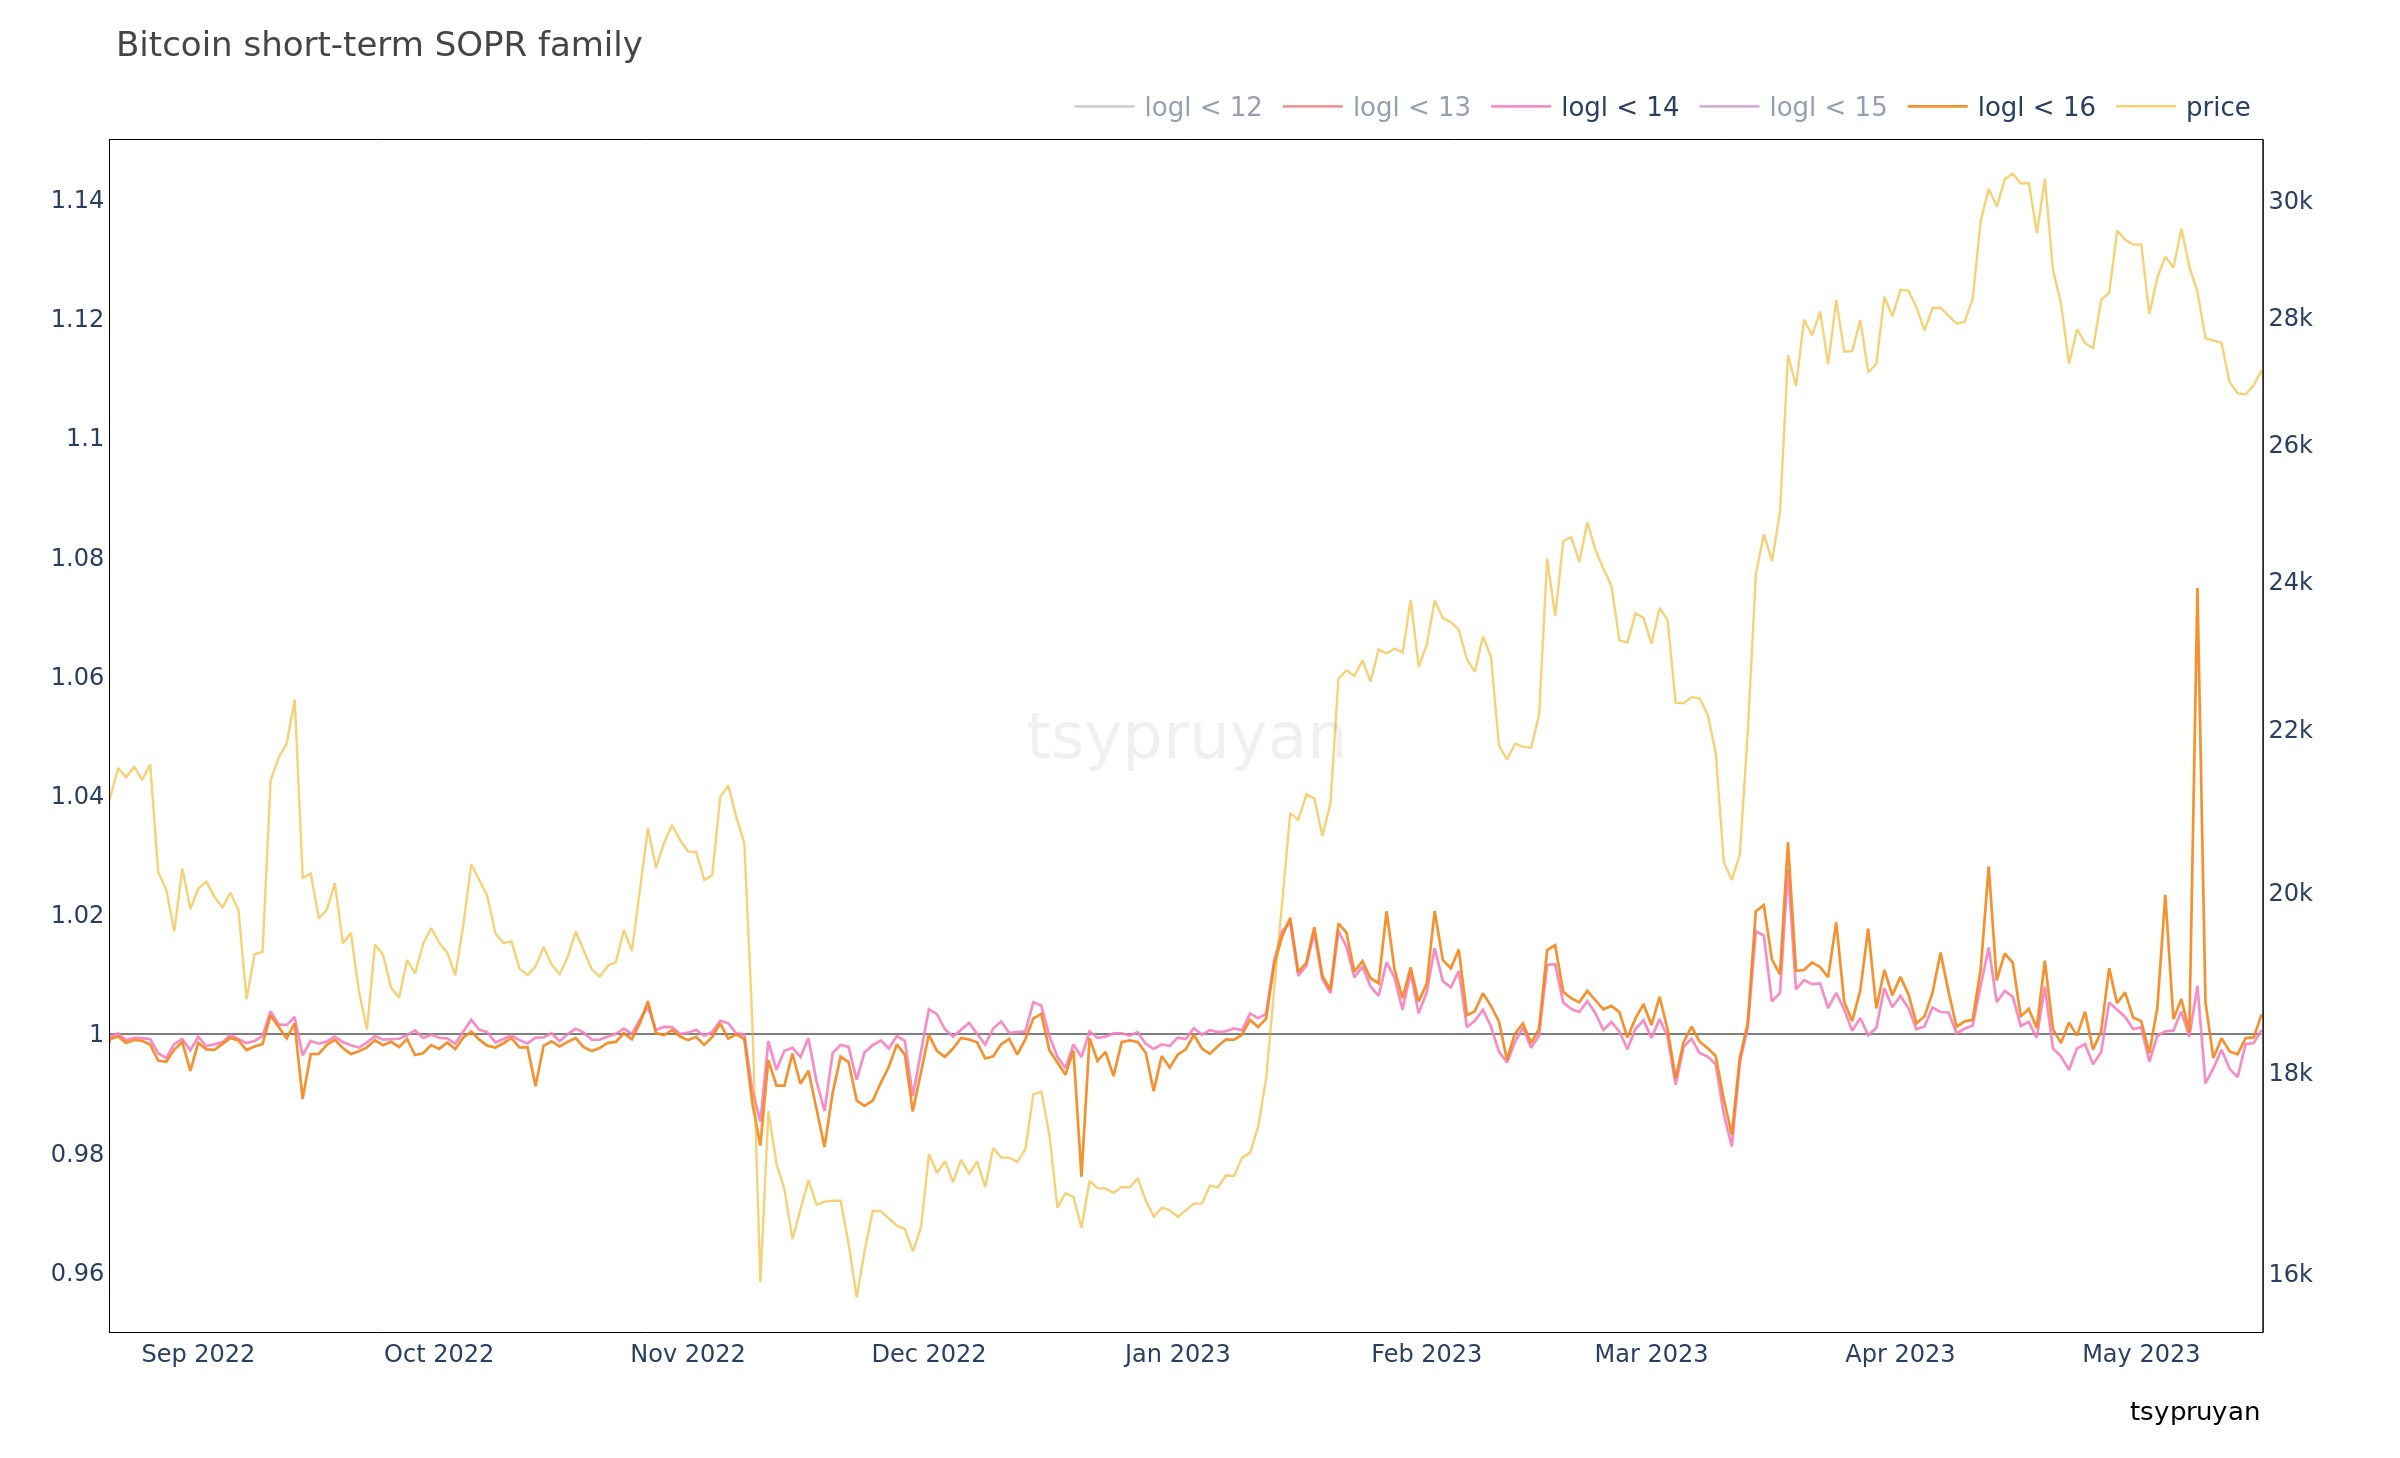 Bitcoin short-term SOPR family
logl < 12 logl < 13 logl < 14 logl < 15 logl < 16 price
1.14 30k
1.12 28k
1.1 26k
1.08 24k
1.06
tsypruyan 22k
1.04
1.02 20k
1 18k
0.98
0.96 16k
Sep 2022 Oct 2022 Nov 2022 Dec 2022 Jan 2023 Feb 2023 Mar 2023 Apr 2023 May 2023
tsypruyan